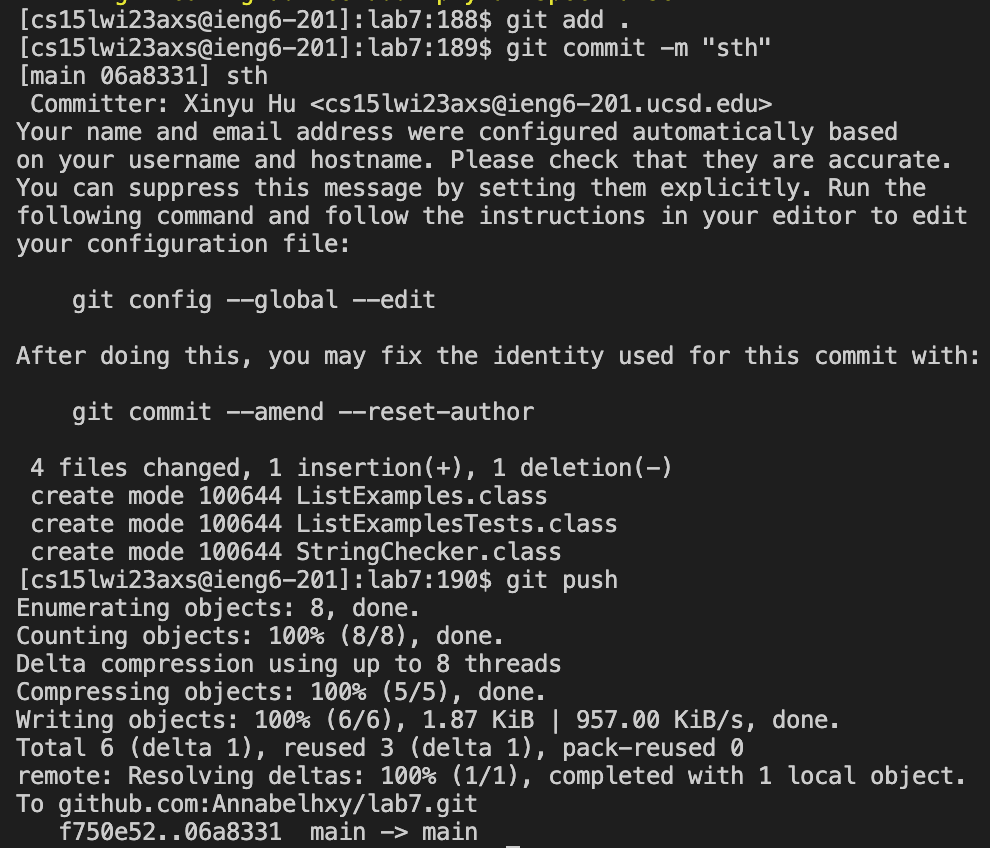 [cs15lwi23axs@ieng6-201]:lab7:188$ git add .
[cs15lwi23axs@ieng6-201]:lab7:189$ git commit -m "sth"
[main 06a8331] sth
 Committer: Xinyu Hu <cs15lwi23axs@ieng6-201.ucsd.edu>
Your name and email address were configured automatically based
on your username and hostname. Please check that they are accurate.
You can suppress this message by setting them explicitly. Run the
following command and follow the instructions in your editor to edit
your configuration file:

    git config --global --edit

After doing this, you may fix the identity used for this commit with:

    git commit --amend --reset-author

 4 files changed, 1 insertion(+), 1 deletion(-)
 create mode 100644 ListExamples.class
 create mode 100644 ListExamplesTests.class
 create mode 100644 StringChecker.class
[cs15lwi23axs@ieng6-201]:lab7:190$ git push
Enumerating objects: 8, done.
Counting objects: 100% (8/8), done.
Delta compression using up to 8 threads
Compressing objects: 100% (5/5), done.
Writing objects: 100% (6/6), 1.87 KiB | 957.00 KiB/s, done.
Total 6 (delta 1), reused 3 (delta 1), pack-reused 0
remote: Resolving deltas: 100% (1/1), completed with 1 local object.
To github.com:Annabelhxy/lab7.git
   f750e52..06a8331  main -> main